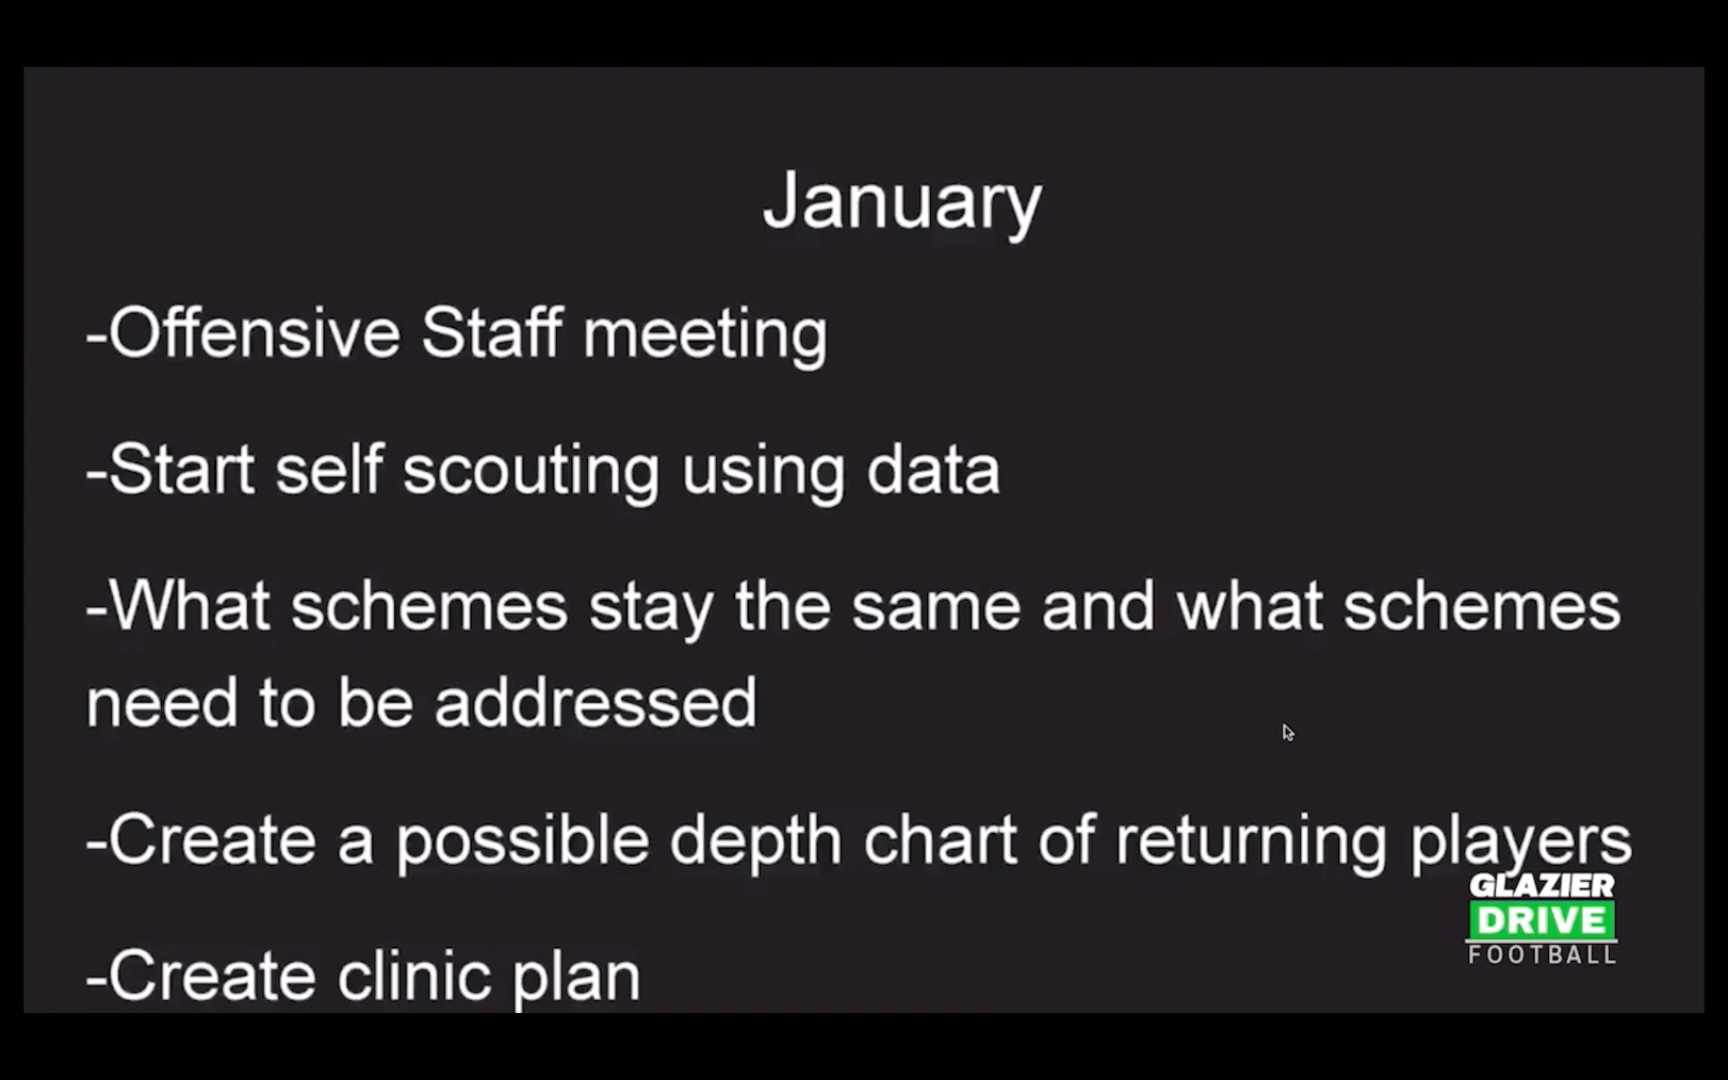 January
-Offensive Staff meeting
-Start self scouting using data
-What schemes stay the same and what schemes
need to be addressed
-Create a possible depth chart of returning players
-Create clinic plan
GLAZIER
DRIVE
FOOTBALL